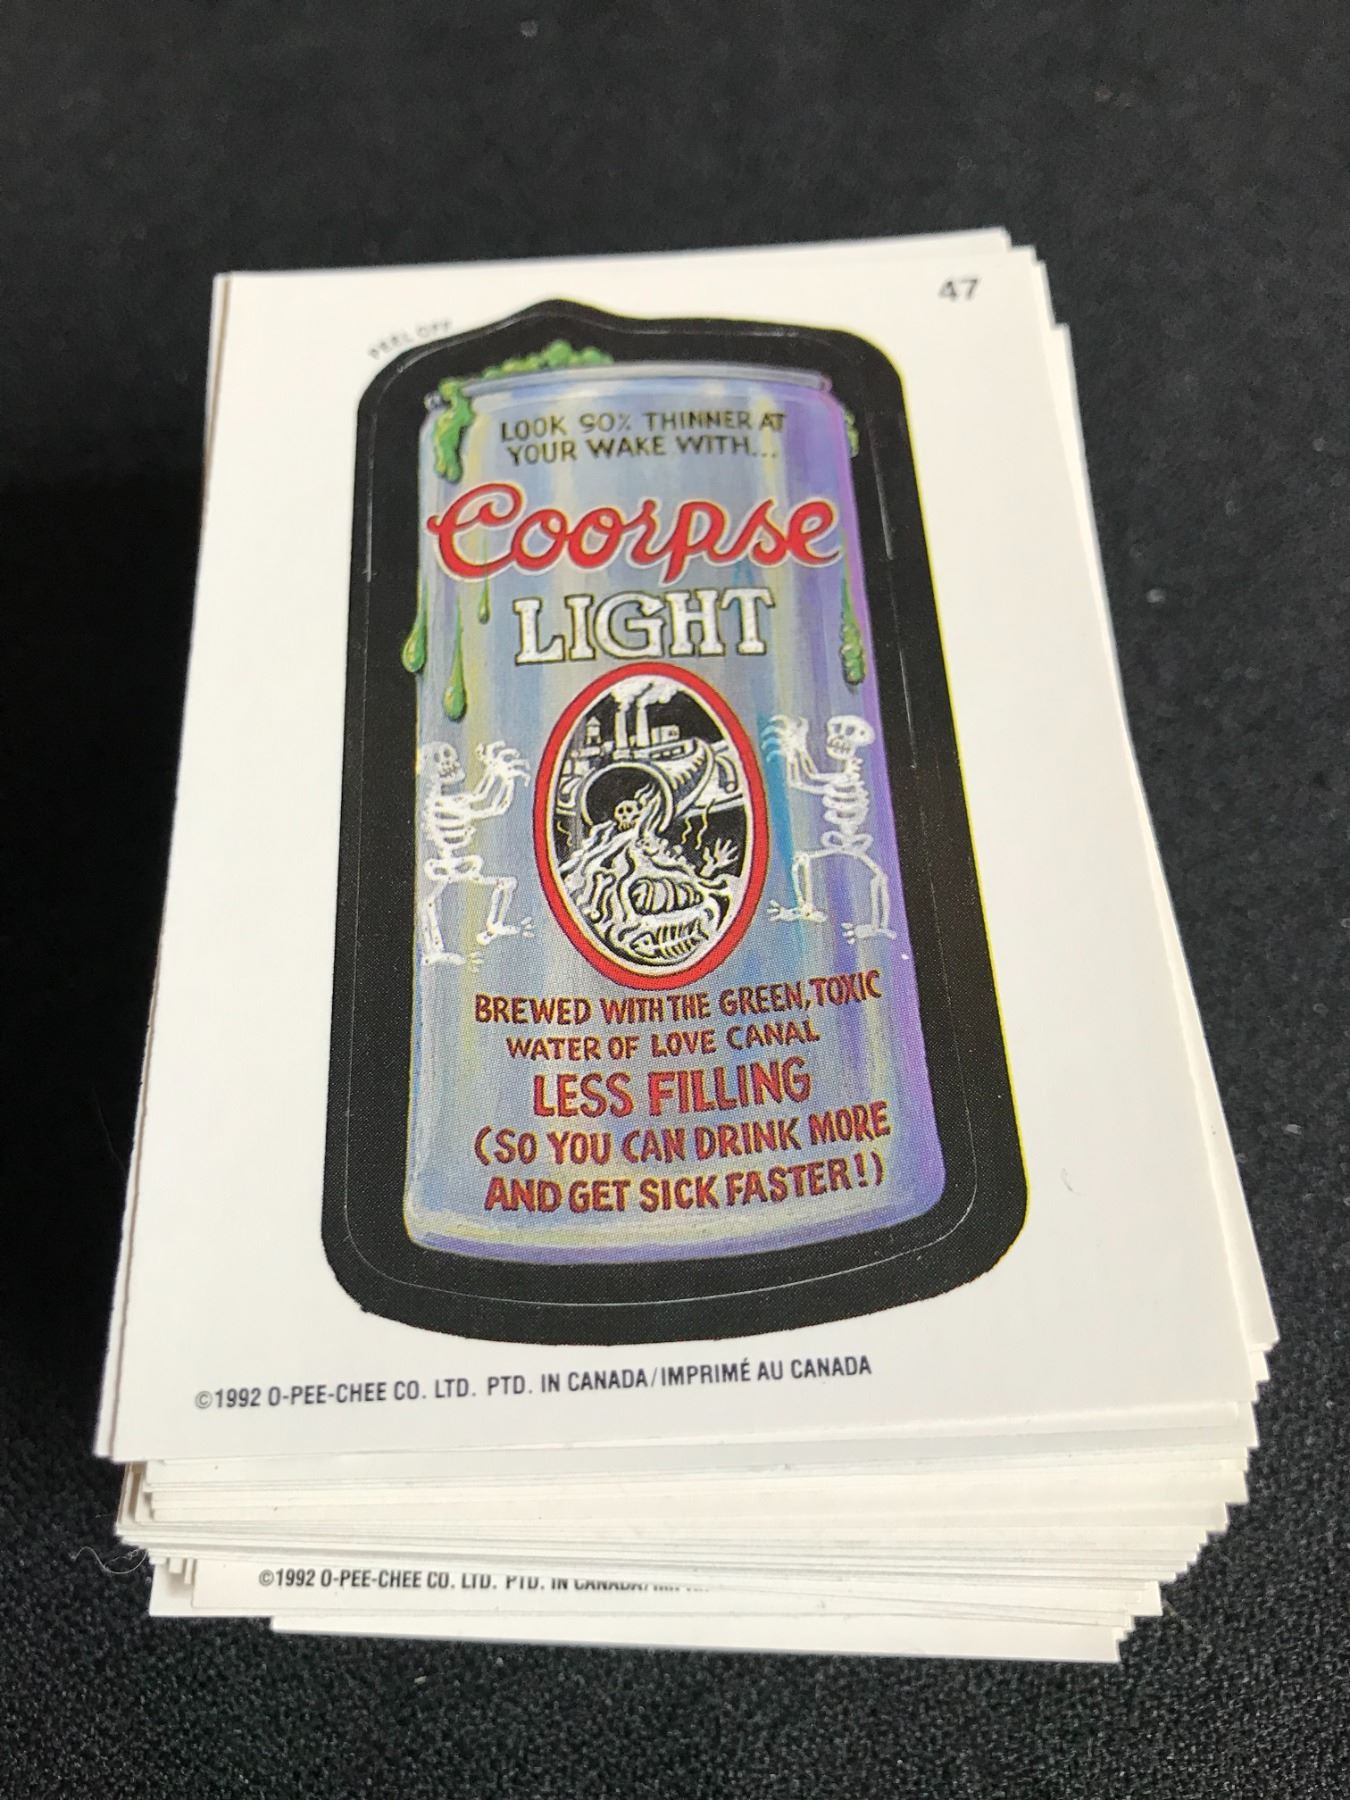 47
PEEL OFF
LOOK 90% THINNER AT
YOUR WAKE WITH...
Coorpse
LIGHT
BREWED WITH THE GREEN, TOXIC
WATER OF LOVE CANAL
LESS FILLING
(SO YOU CAN DRINK MORE
AND GET SICK FASTER!)
©1992 O-PEE-CHEE CO. LTD. PTD. IN CANADA/IMPRIMÉ AU CANADA
©1992 O-PEE-CHEE CO. LTD. PTD. IN CANADA/